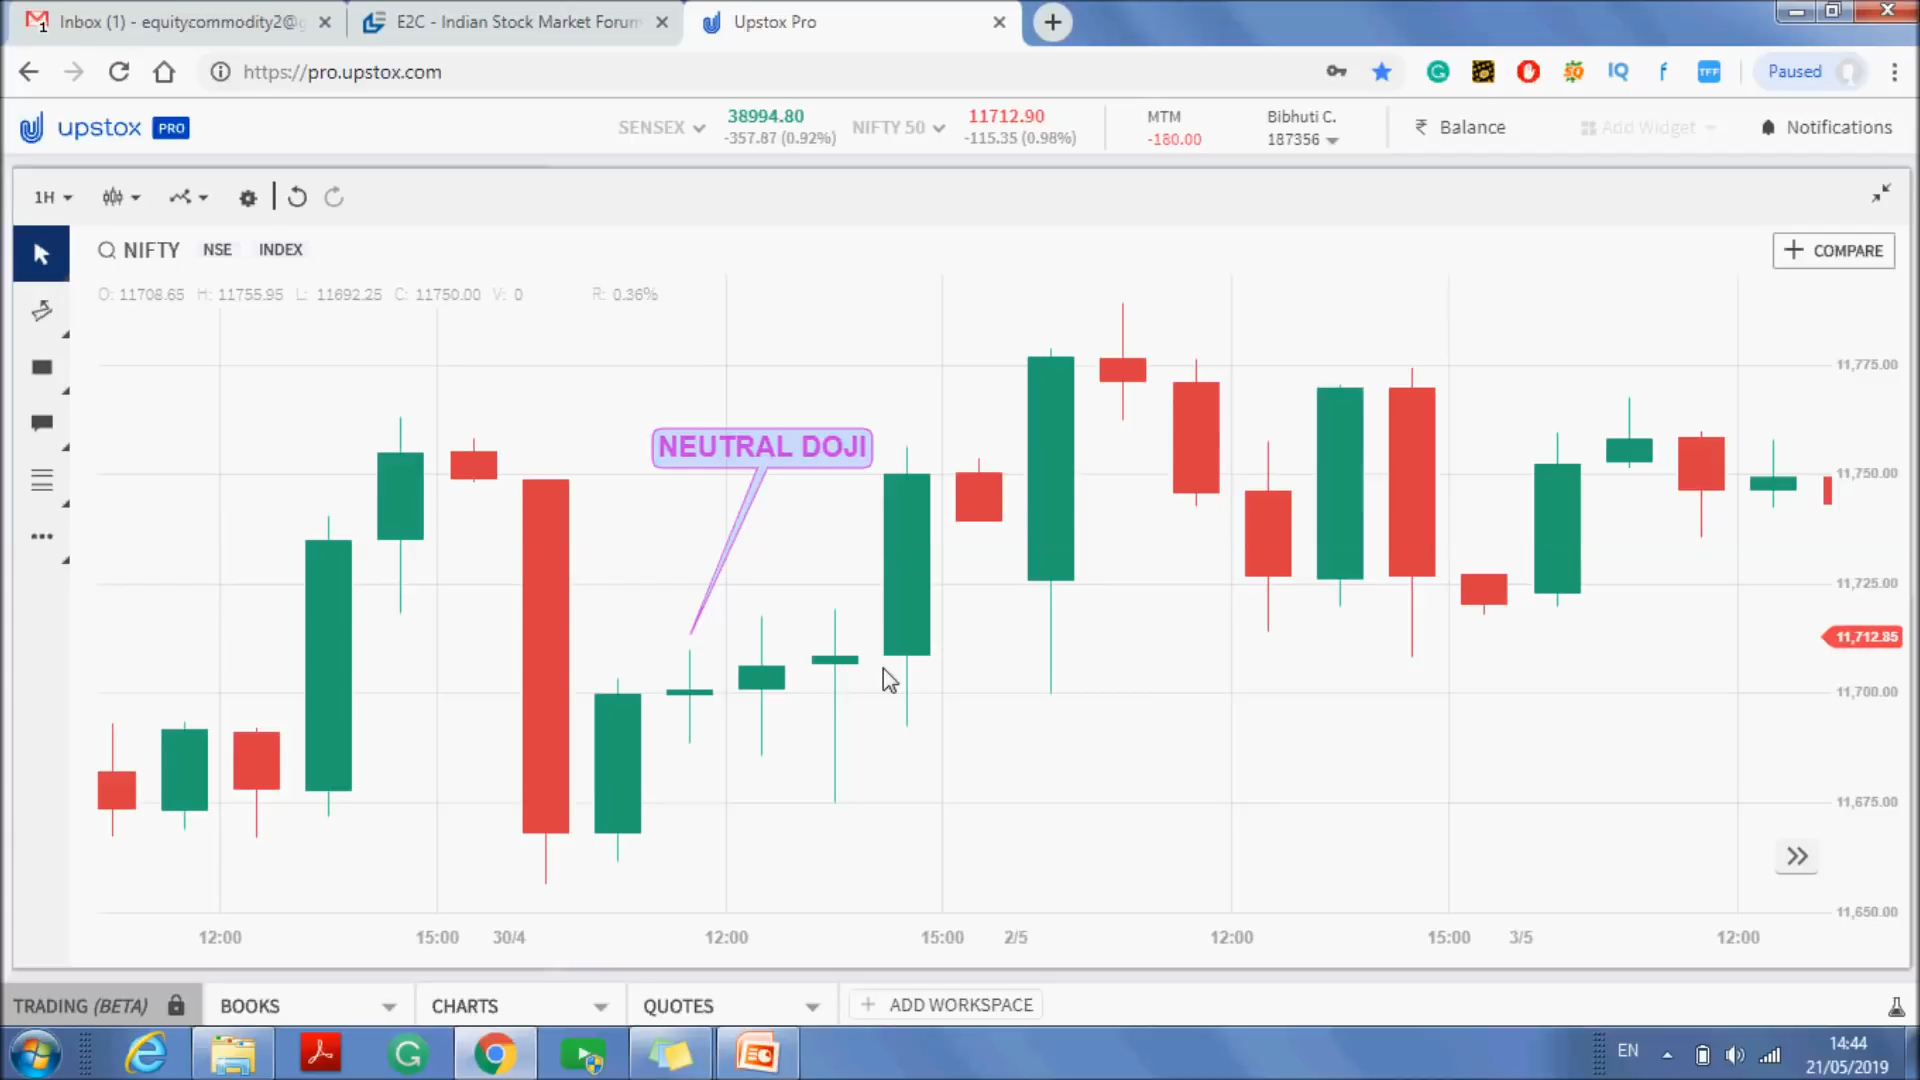 Inbox (1) - equitycommodity2@g
E2C - Indian Stock Market Forum
Upstox Pro
https://pro.upstox.com
Paused
upstox PRO
SENSEX
38994.80
-357.87 (0.92%)
NIFTY 50
11712.90
-115.35 (0.98%)
MTM
-180.00
Bibhuti C.
187356
₹ Balance
Add Widget
Notifications
1H
NIFTY NSE INDEX
+ COMPARE
O: 11708.65 H: 11755.95 L: 11692.25 C: 11750.00 V: 0 R: 0.36%
NEUTRAL DOJI
11,775.00
11,750.00
11,725.00
11,712.85
11,700.00
11,675.00
11,650.00
12:00 15:00 30/4 12:00 15:00 2/5 12:00 15:00 3/5 12:00
TRADING (BETA) BOOKS CHARTS QUOTES + ADD WORKSPACE
EN
14:44
21/05/2019